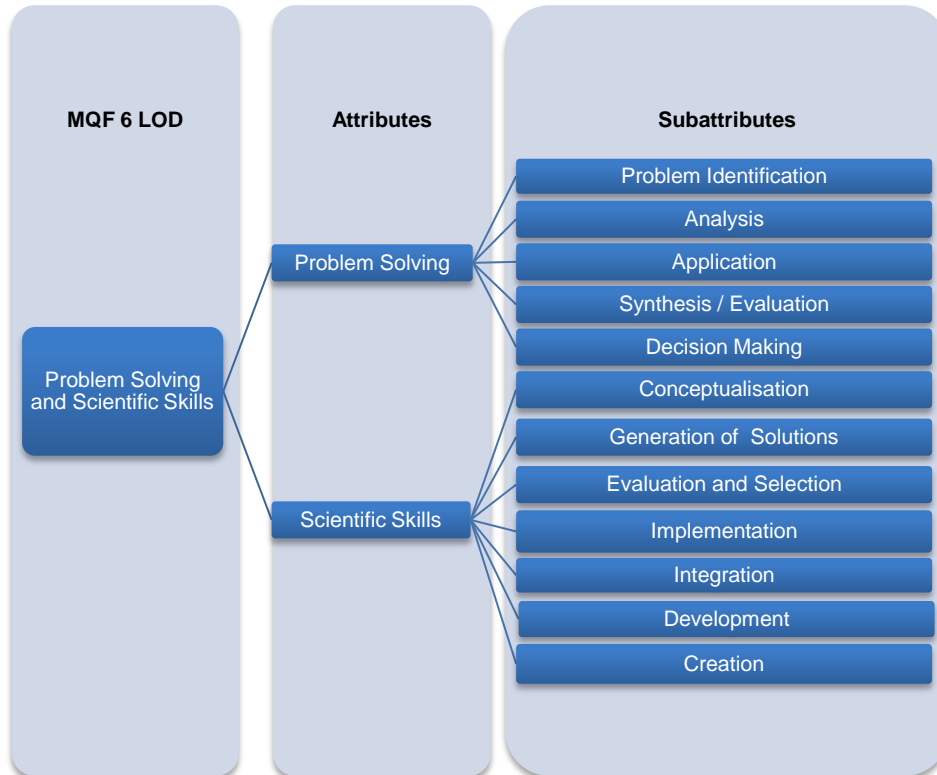 MQF 6 LOD
Attributes
Subattributes
Problem Solving
and Scientific Skills
Problem Solving
Scientific Skills
Problem Identification
Analysis
Application
Synthesis / Evaluation
Decision Making
Conceptualisation
Generation of  Solutions
Evaluation and Selection
Implementation
Integration
Development
Creation